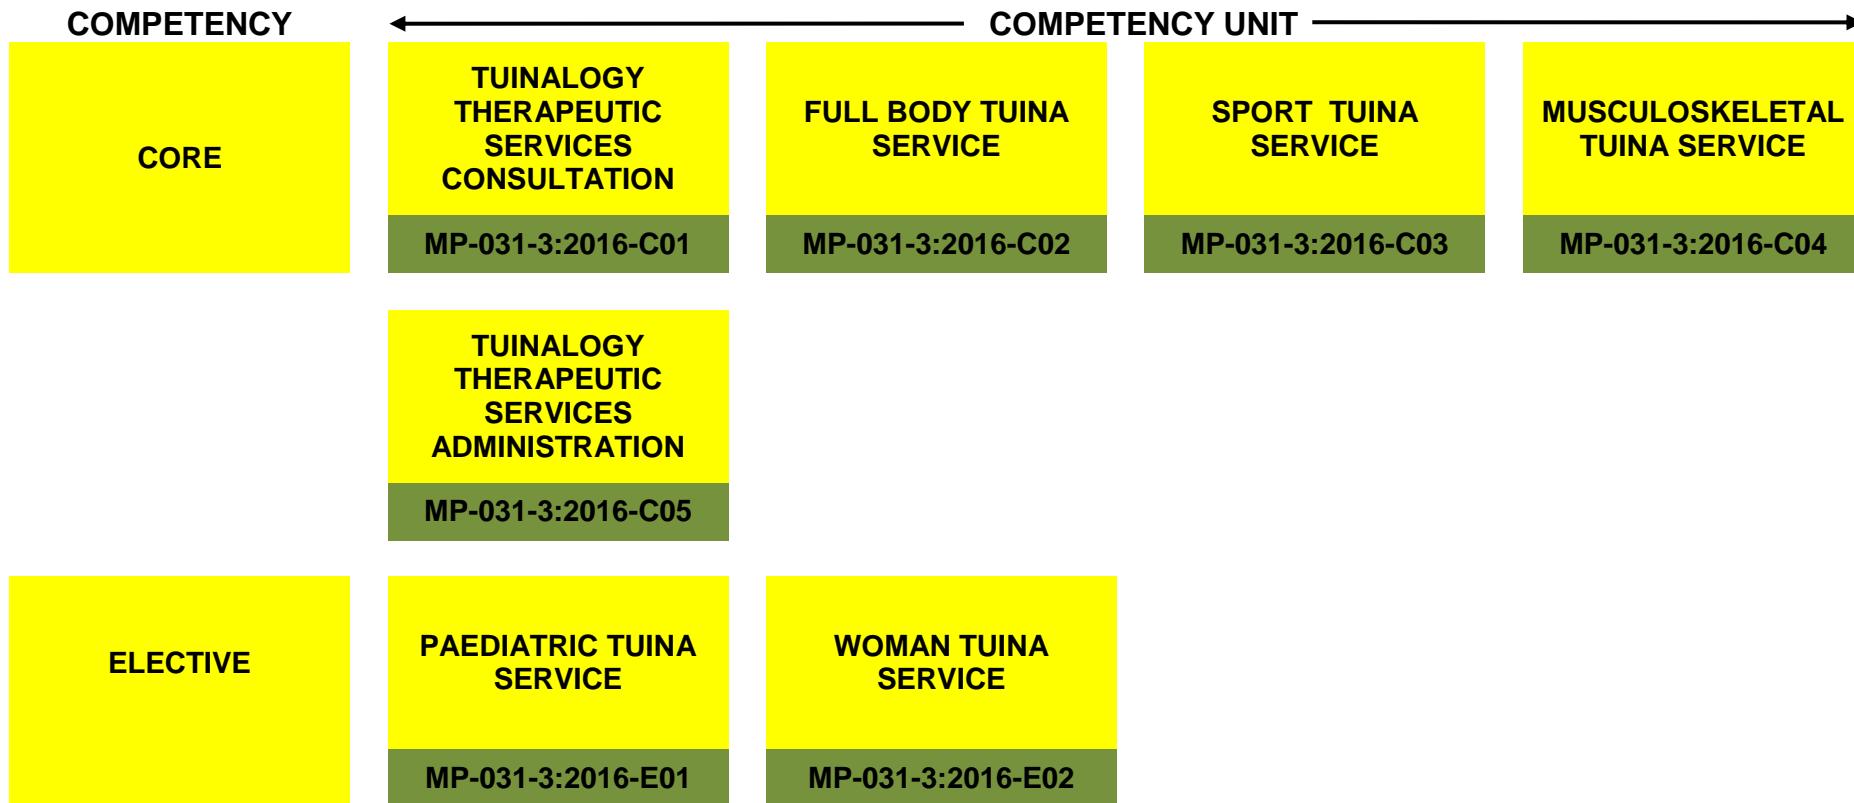 COMPETENCY
COMPETENCY UNIT
CORE
TUINALOGY
THERAPEUTIC
SERVICES
CONSULTATION
MP-031-3:2016-C01
FULL BODY TUINA
SERVICE
MP-031-3:2016-C02
SPORT TUINA
SERVICE
MP-031-3:2016-C03
MUSCULOSKELETAL
TUINA SERVICE
MP-031-3:2016-C04
TUINALOGY
THERAPEUTIC
SERVICES
ADMINISTRATION
MP-031-3:2016-C05
ELECTIVE
PAEDIATRIC TUINA
SERVICE
MP-031-3:2016-E01
WOMAN TUINA
SERVICE
MP-031-3:2016-E02